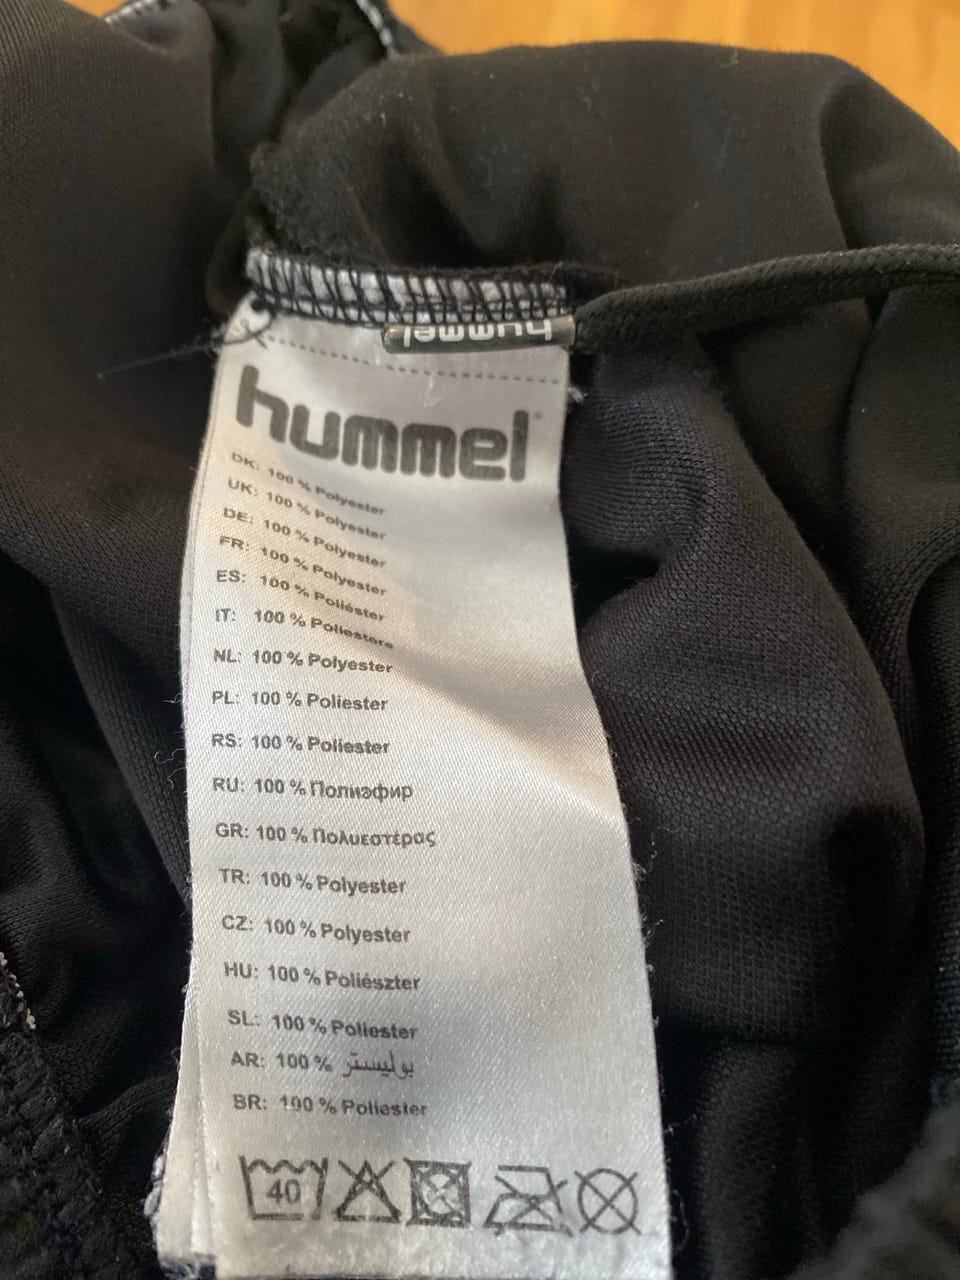 hummel
hummel
DK: 100 % Polyester
UK: 100 % Polyester
DE: 100 % Polyester
FR: 100 % Polyester
ES: 100 % Poliéster
IT: 100 % Poliestere
NL: 100 % Polyester
PL: 100 % Poliester
RS: 100 % Poliester
RU: 100 % Полиэфир
GR: 100 % Πολυεστέρας
TR: 100 % Polyester
CZ: 100 % Polyester
HU: 100 % Poliészter
SL: 100 % Poliester
AR: 100 % بوليستر
BR: 100 % Poliester
40